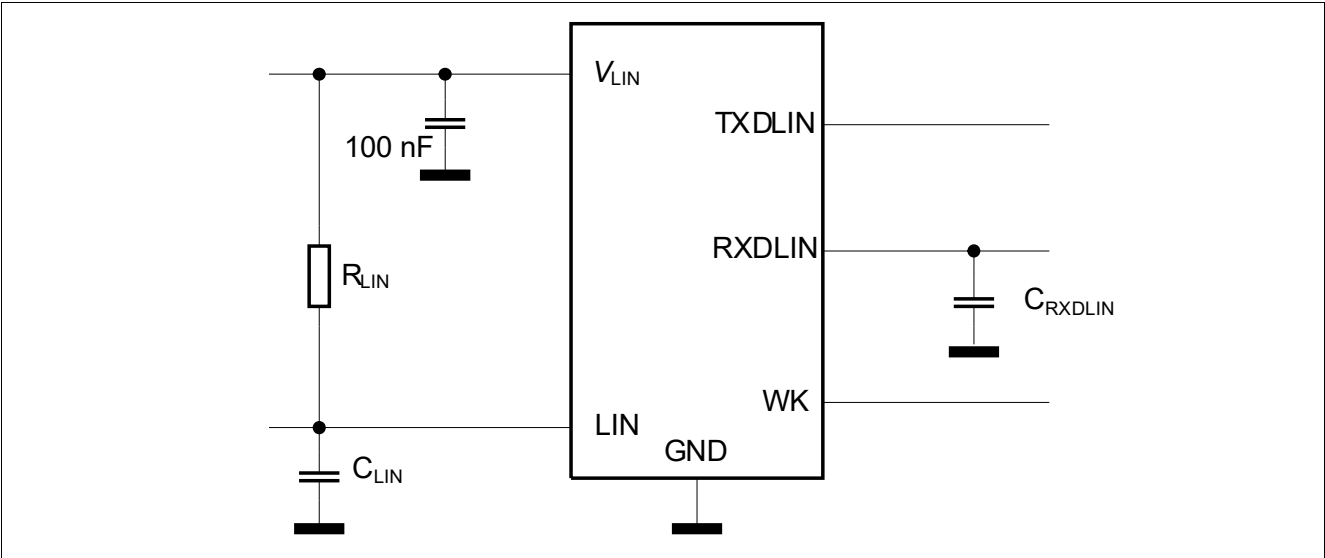 VLIN
TXDLIN
100 nF
RXDLIN
RLIN
CRXDLIN
WK
LIN
GND
CLIN